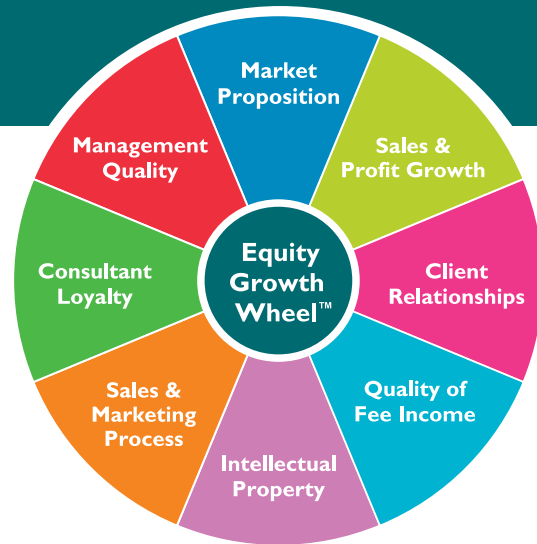 Market
Proposition
Sales &
Profit Growth
Client
Relationships
Quality of
Fee Income
Intellectual
Property
Sales &
Marketing
Process
Consultant
Loyalty
Management
Quality
Equity
Growth
Wheel™